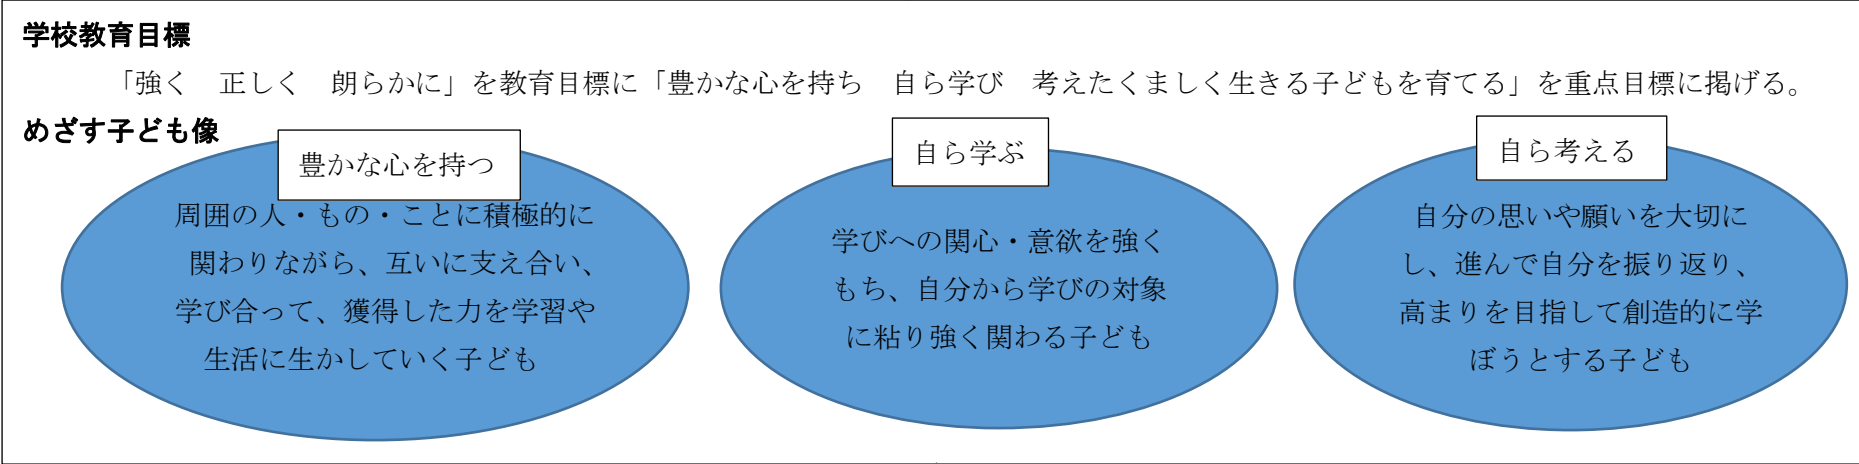 学校教育目標
「強く　正しく　朗らかに」を教育目標に「豊かな心を持ち　自ら学び　考えたくましく生きる子どもを育てる」を重点目標に掲げる。
めざす子ども像
豊かな心を持つ
周囲の人・もの・ことに積極的に
関わりながら、互いに支え合い、
学び合って、獲得した力を学習や
生活に生かしていく子ども
自ら学ぶ
学びへの関心・意欲を強く
もち、自分から学びの対象
に粘り強く関わる子ども
自ら考える
自分の思いや願いを大切に
し、進んで自分を振り返り、
高まりを目指して創造的に学
ぼうとする子ども